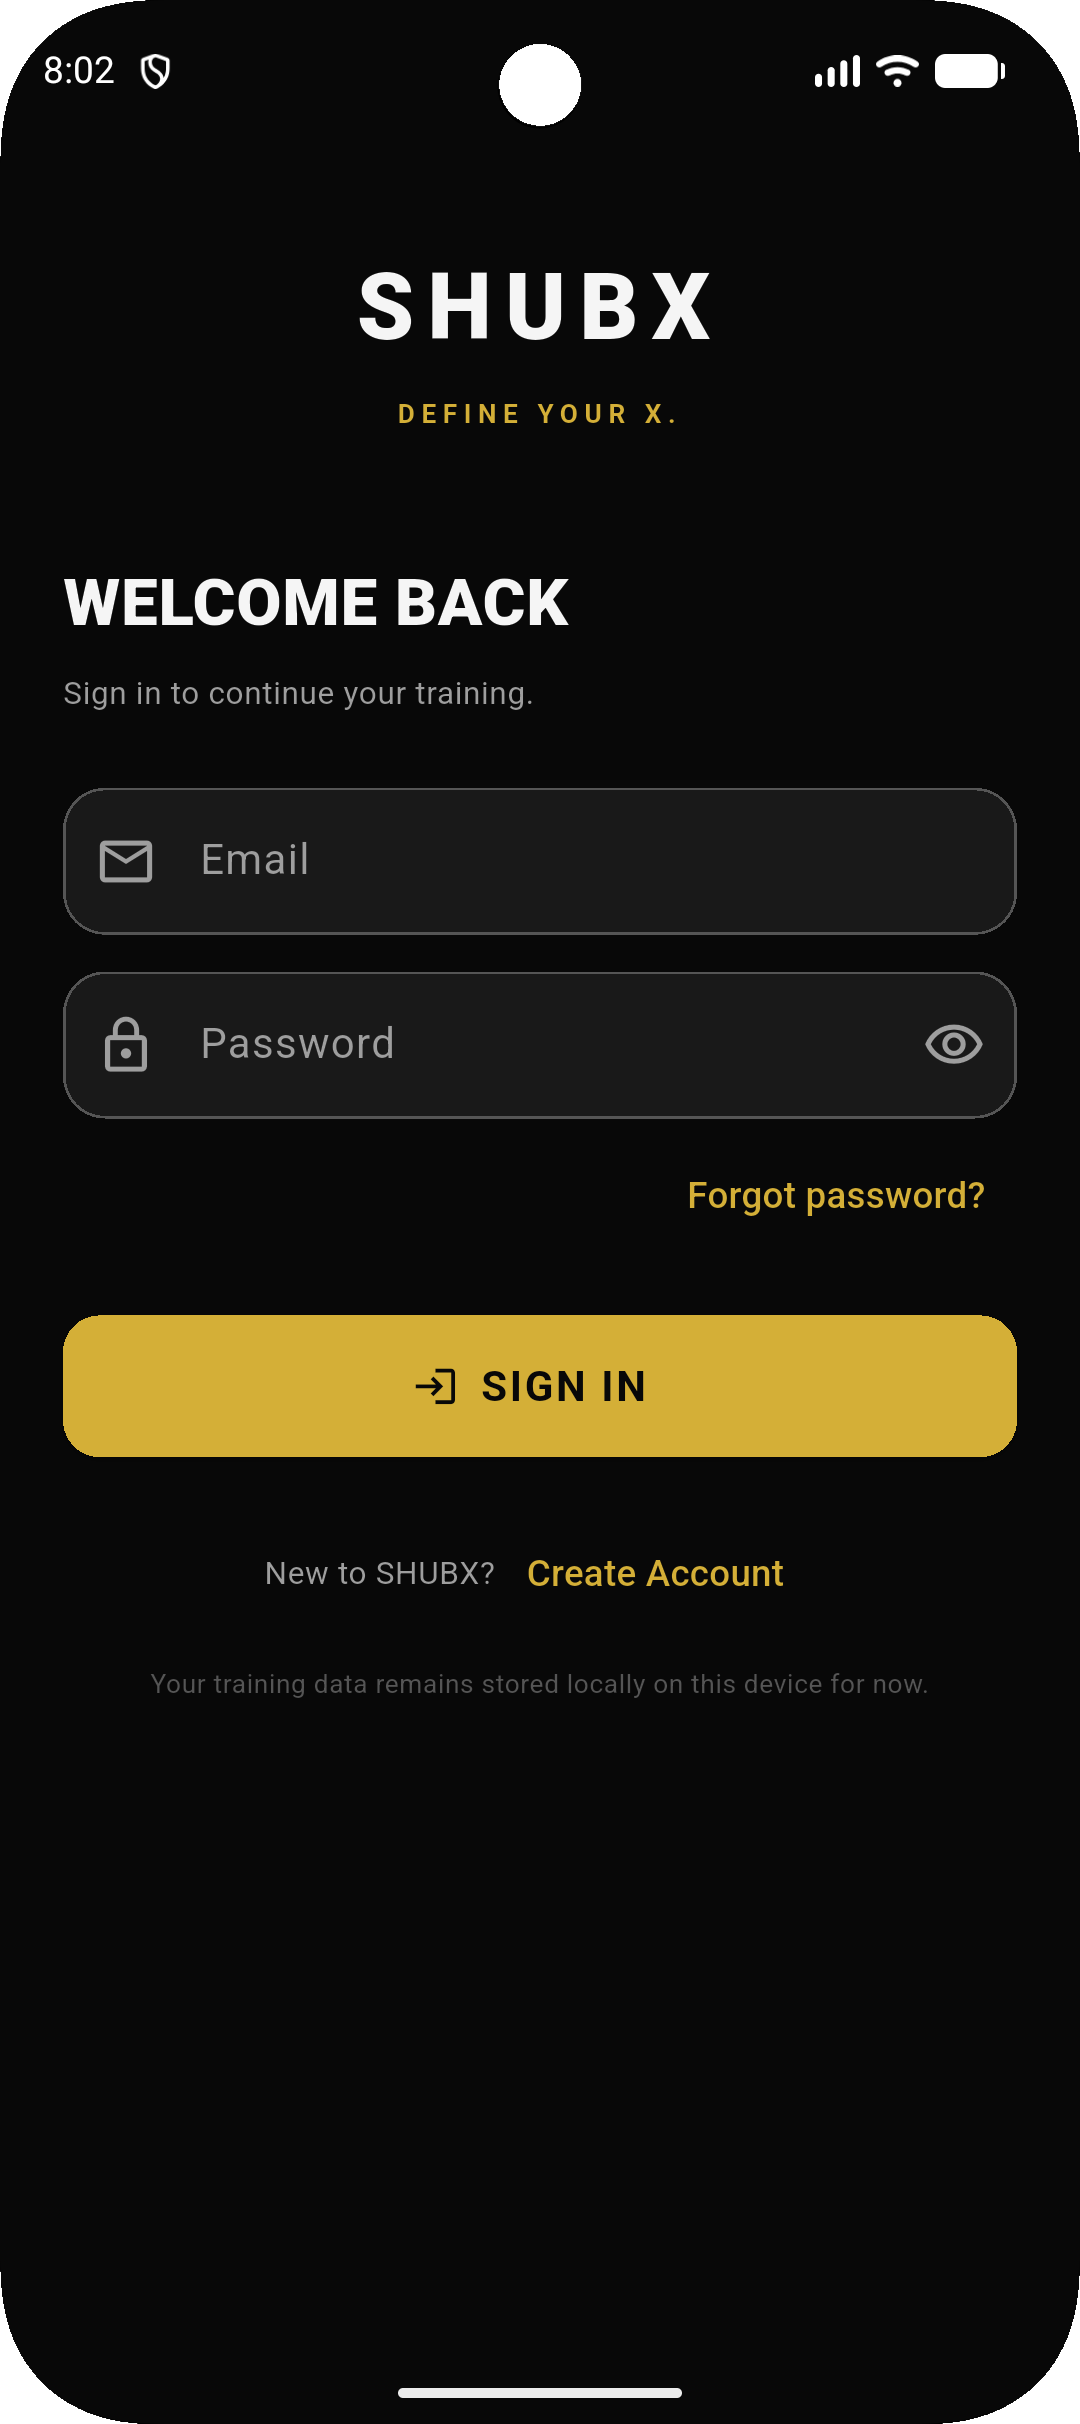 8:02
SHUBX
DEFINE YOUR X.
WELCOME BACK
Sign in to continue your training.
Email
Password
Forgot password?
SIGN IN
New to SHUBX? Create Account
Your training data remains stored locally on this device for now.